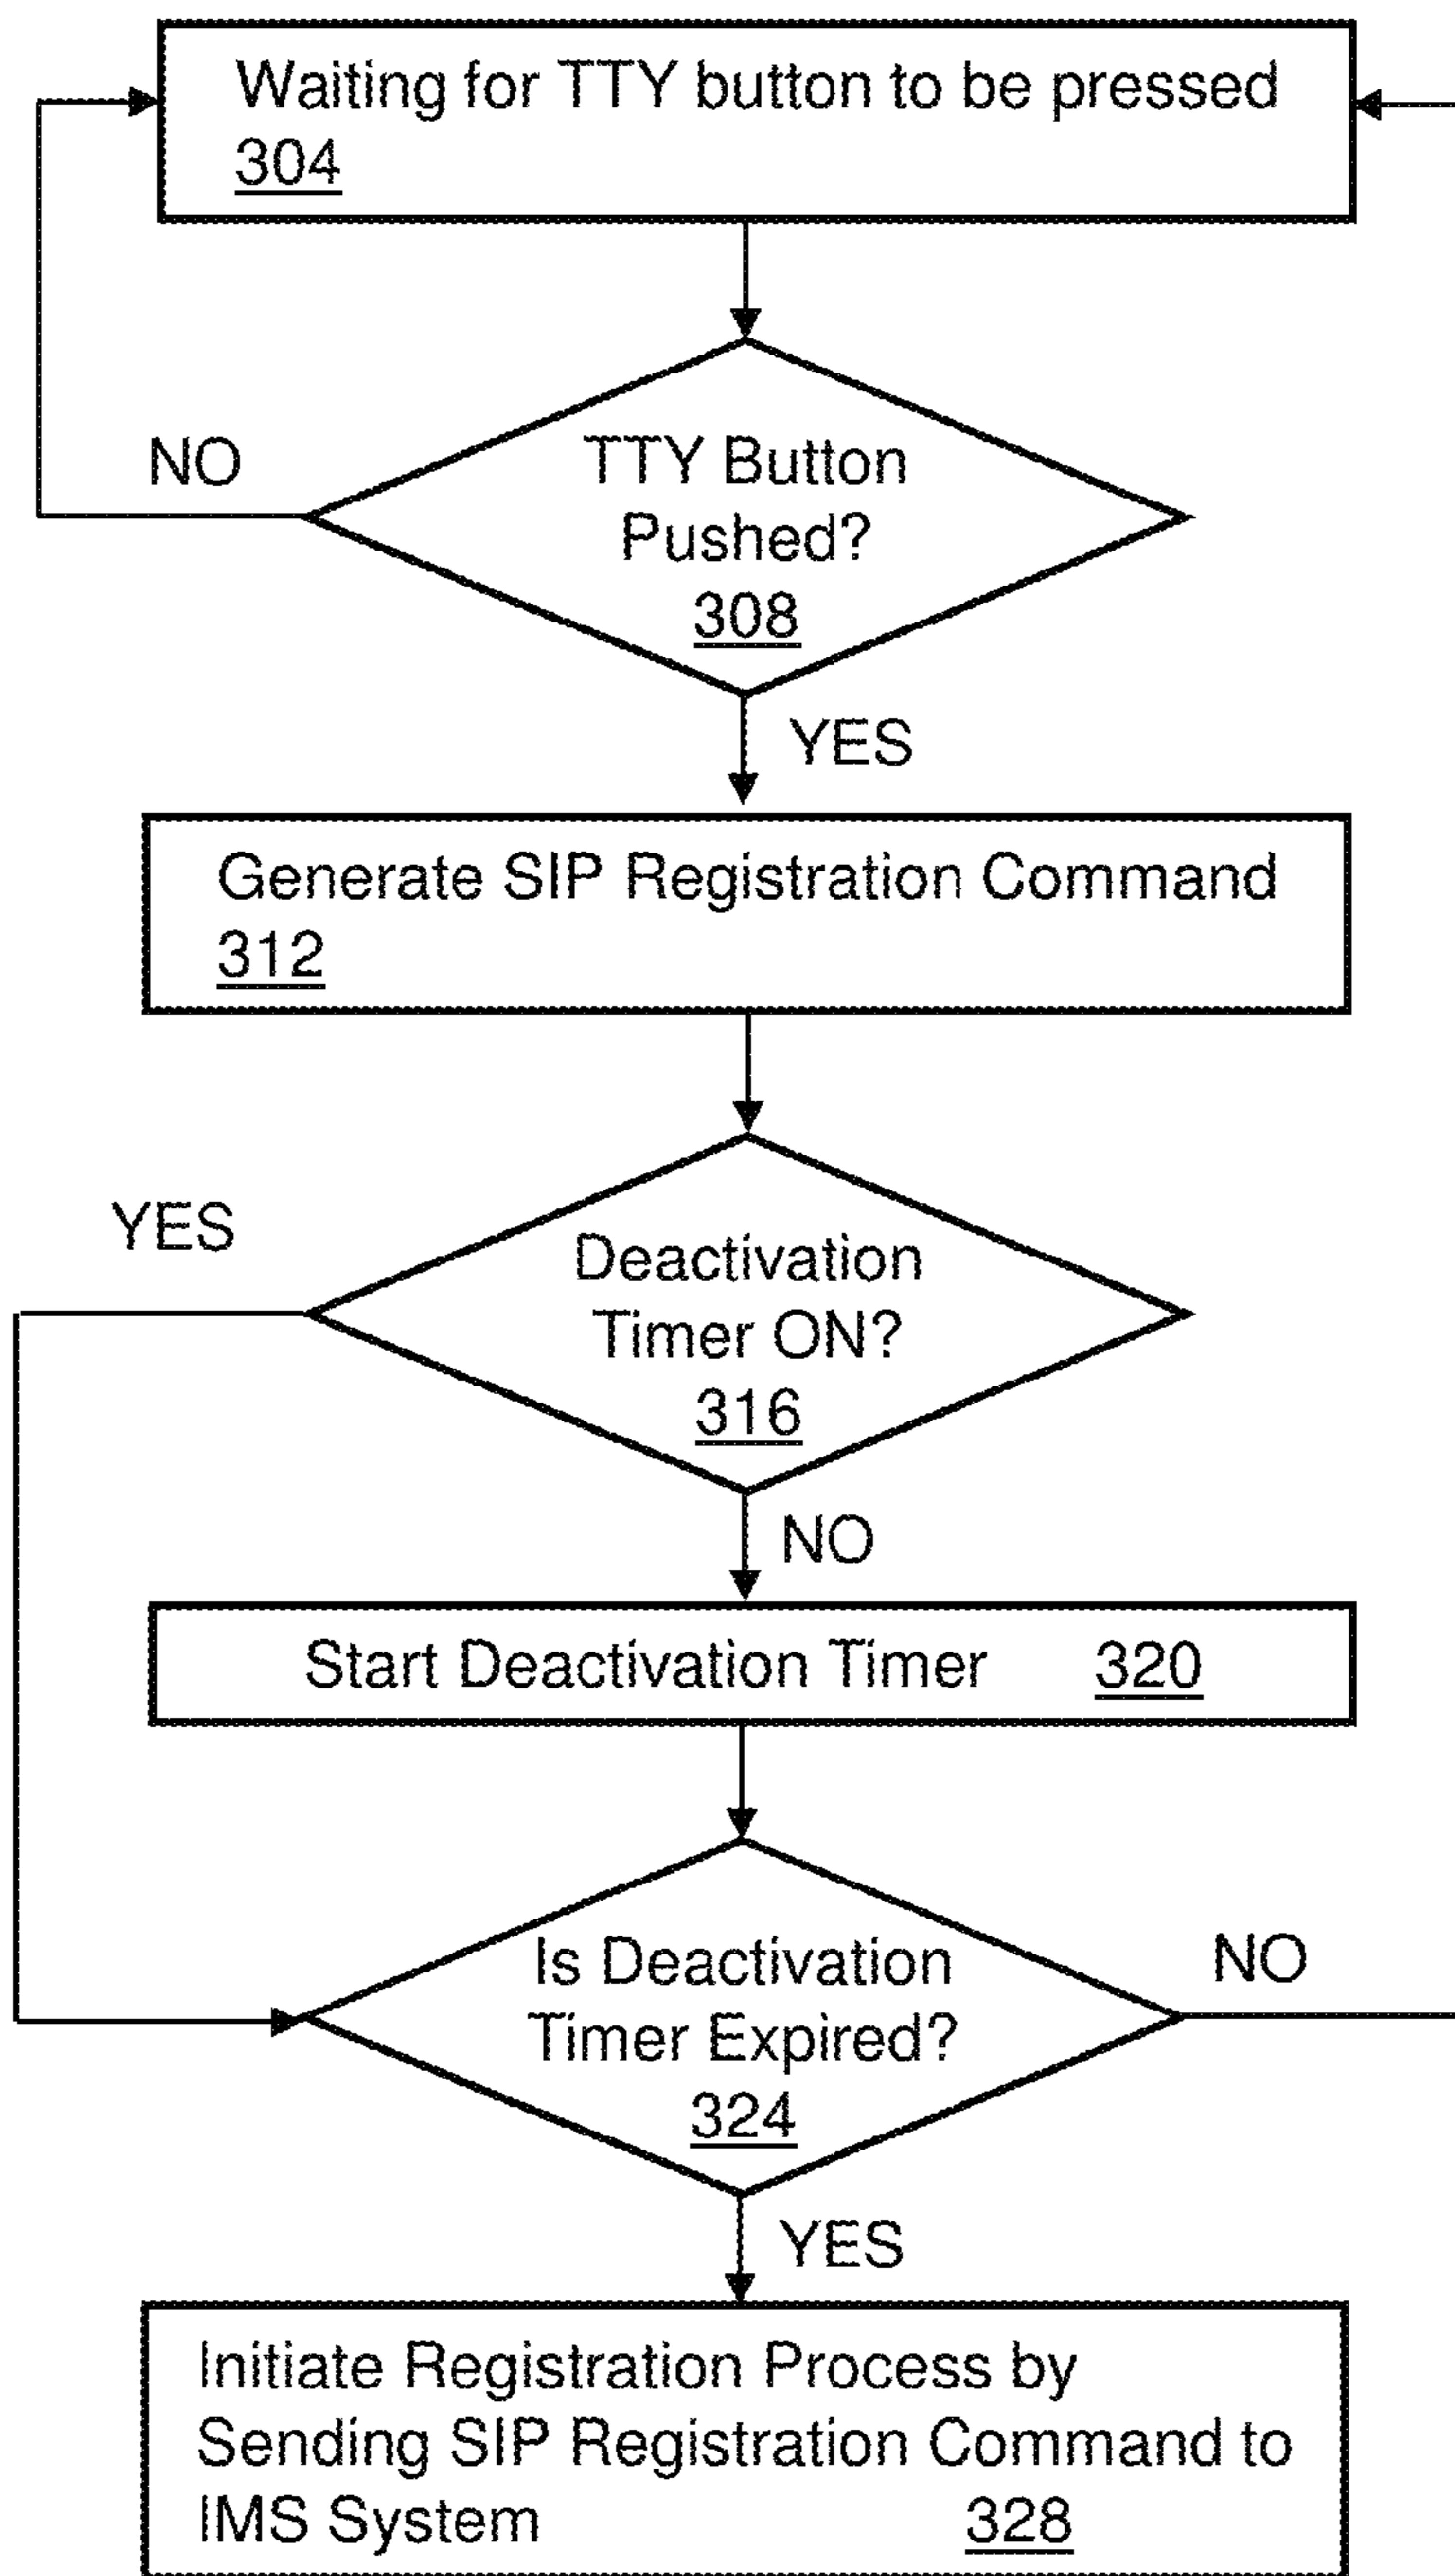 Waiting for TTY button to be pressed
304
NO
TTY Button
Pushed?
308
YES
Generate SIP Registration Command
312
YES
Deactivation
Timer ON?
316
NO
Start Deactivation Timer 320
Is Deactivation
Timer Expired?
324
NO
YES
Initiate Registration Process by
Sending SIP Registration Command to
IMS System 328